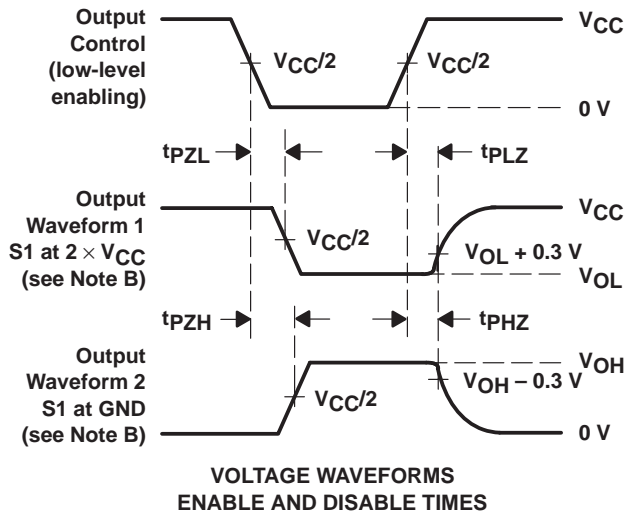 Output
Control
(low-level
enabling)
VCC/2
VCC/2
VCC
0 V
tPZL
tPLZ
Output
Waveform 1
S1 at 2 × VCC
(see Note B)
VCC/2
VCC
VOL + 0.3 V
VOL
tPZH
tPHZ
Output
Waveform 2
S1 at GND
(see Note B)
VCC/2
VOH
VOH – 0.3 V
0 V
VOLTAGE WAVEFORMS
ENABLE AND DISABLE TIMES